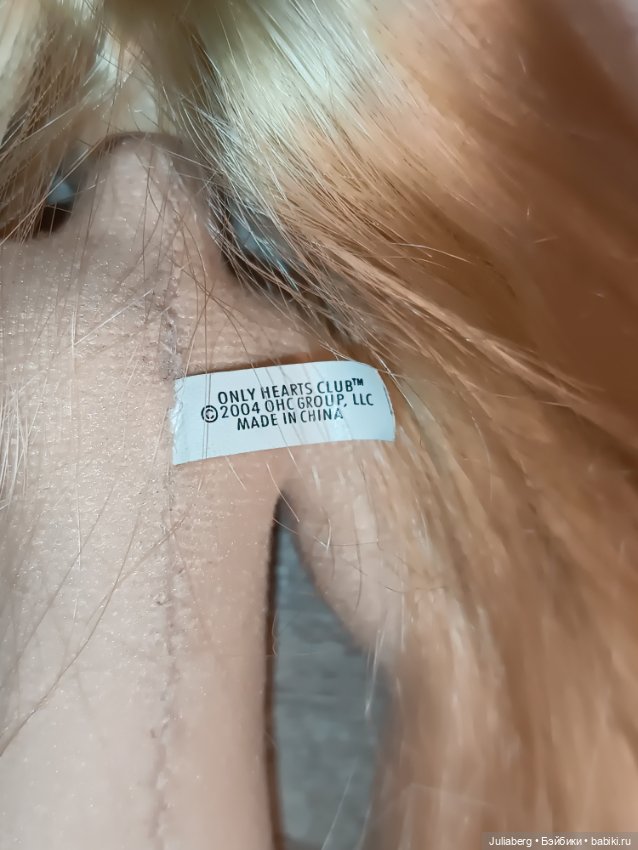 ONLY HEARTS CLUB™
©2004 OHC GROUP, LLC
MADE IN CHINA
Juliaberg • Бэйбики • babiki.ru